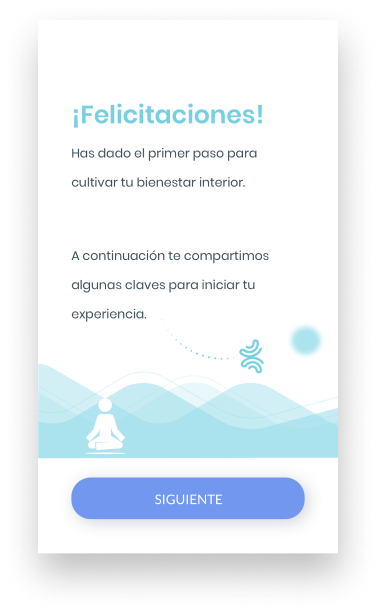 ¡Felicitaciones!
Has dado el primer paso para
cultivar tu bienestar interior.
A continuación te compartimos
algunas claves para iniciar tu
experiencia.
SIGUIENTE